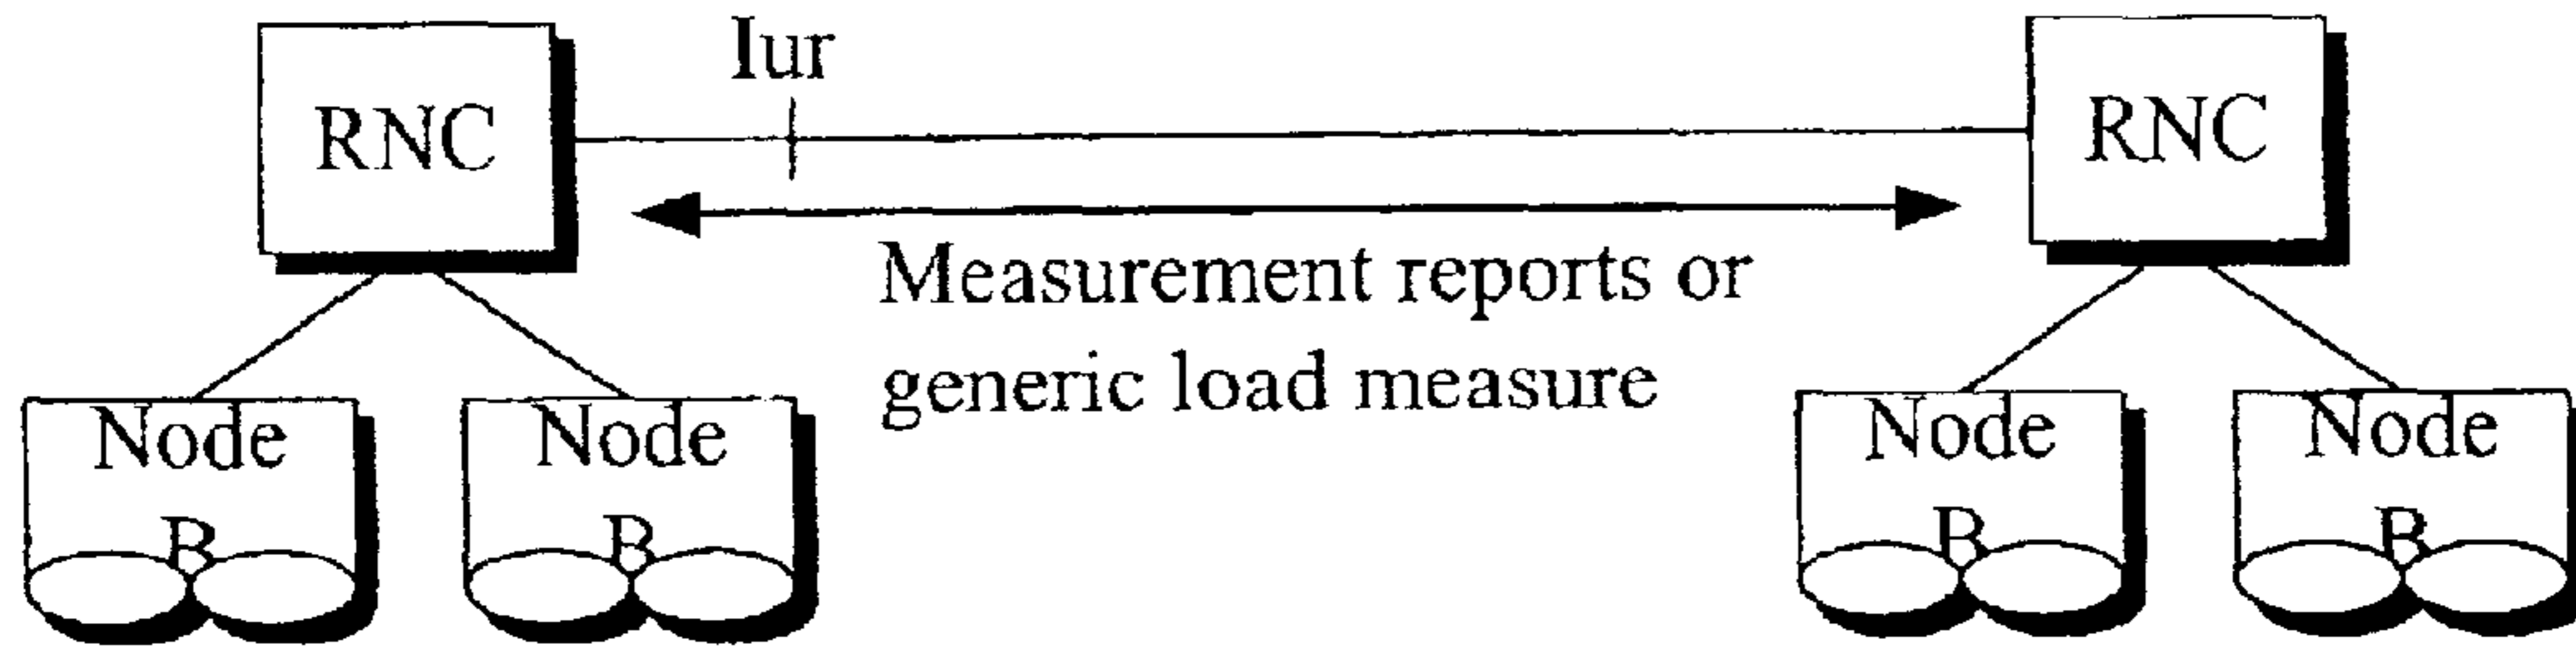 Iur
RNC
RNC
Measurement reports or
generic load measure
Node
B
Node
B
Node
B
Node
B